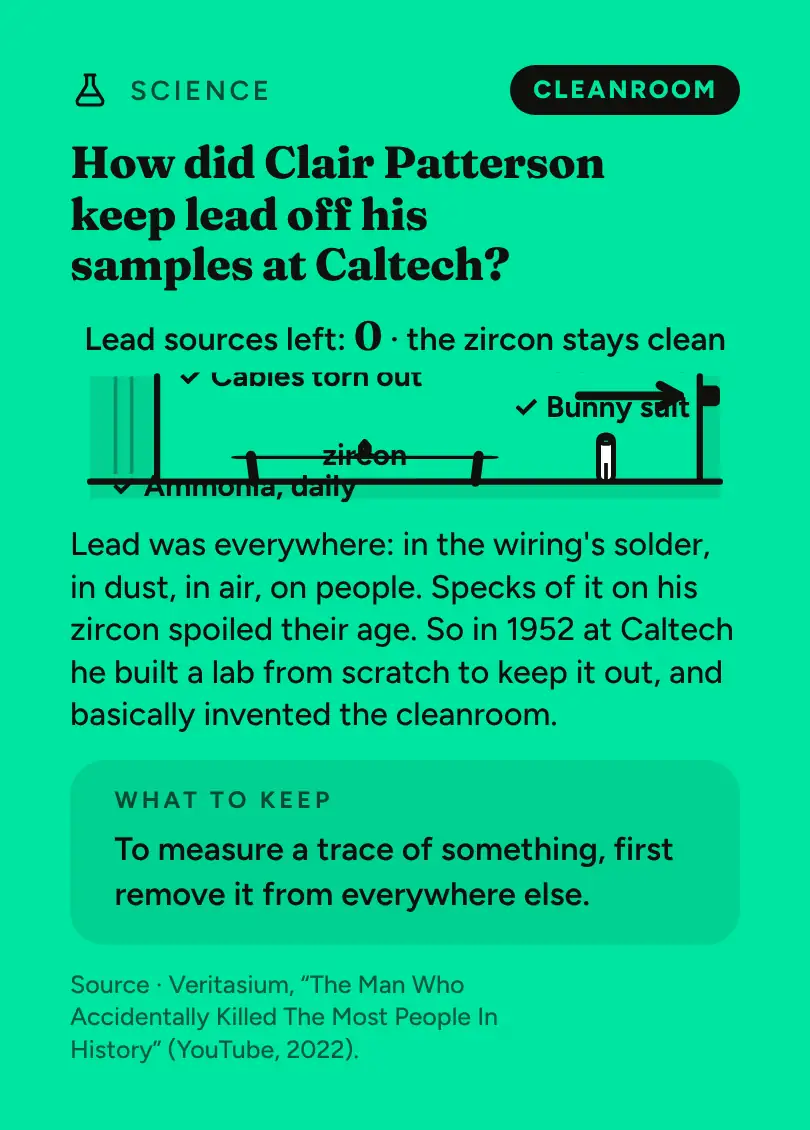 SCIENCE
CLEANROOM
How did Clair Patterson
keep lead off his
samples at Caltech?
Lead sources left: 0 · the zircon stays clean
✓ Cables torn out
✓ Bunny suit
zircon
✓ Ammonia, daily
Lead was everywhere: in the wiring's solder,
in dust, in air, on people. Specks of it on his
zircon spoiled their age. So in 1952 at Caltech
he built a lab from scratch to keep it out, and
basically invented the cleanroom.
WHAT TO KEEP
To measure a trace of something, first
remove it from everywhere else.
Source · Veritasium, “The Man Who
Accidentally Killed The Most People In
History” (YouTube, 2022).